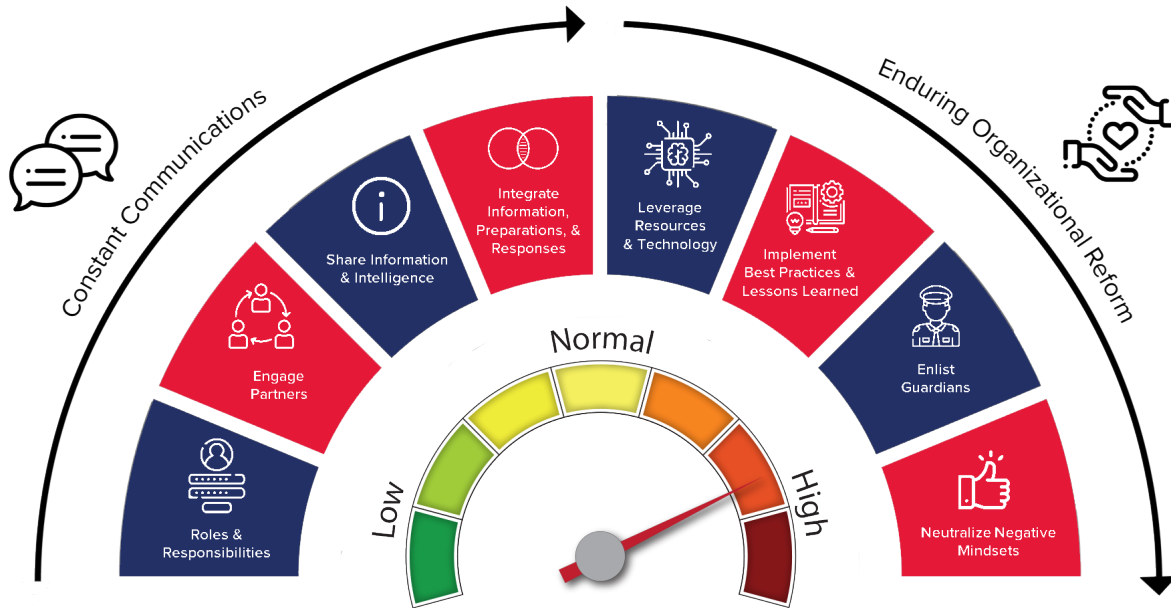 Constant Communications
Enduring Organizational Reform
Roles &
Responsibilities
Engage
Partners
Share Information
& Intelligence
Integrate
Information,
Preparations, &
Responses
Leverage
Resources
& Technology
Implement
Best Practices &
Lessons Learned
Enlist
Guardians
Neutralize Negative
Mindsets
Low
Normal
High